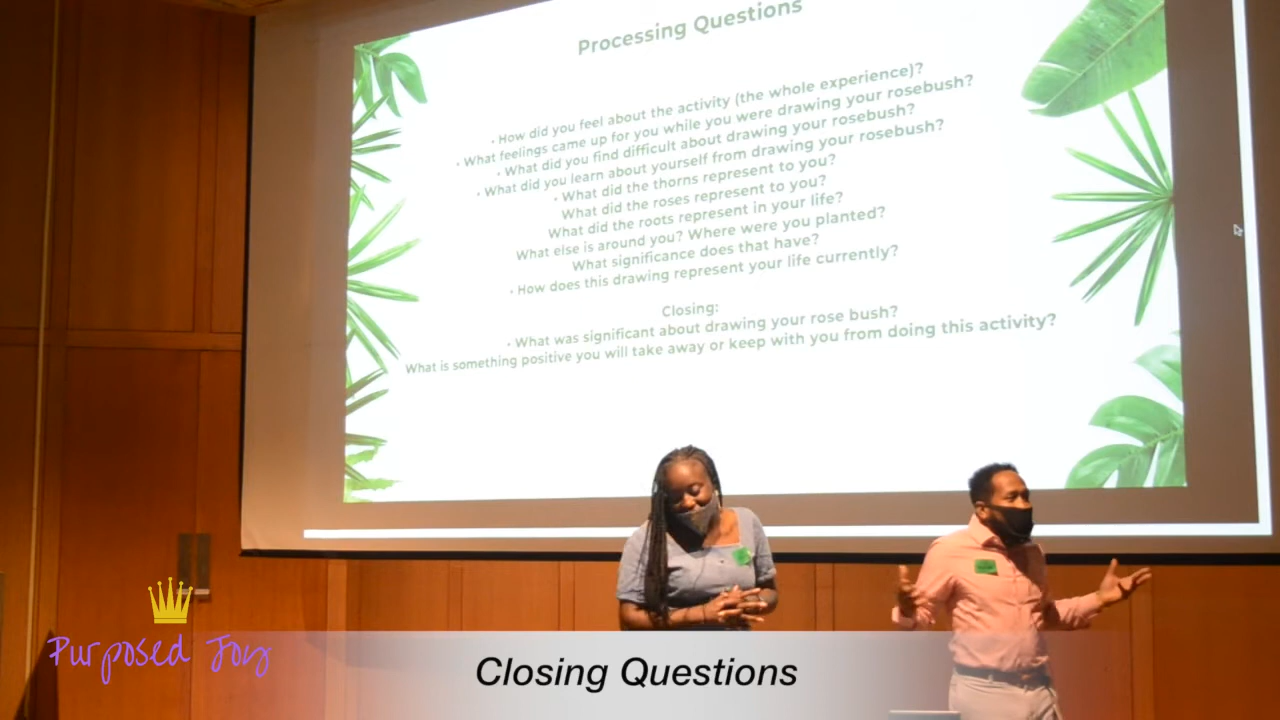 Processing Questions
• How did you feel about the activity (the whole experience)?
• What feelings came up for you while you were drawing your rosebush?
• What did you find difficult about drawing your rosebush?
• What did you learn about yourself from drawing your rosebush?
• What did the thorns represent to you?
What did the roses represent to you?
What did the roots represent in your life?
What else is around you? Where were you planted?
What significance does that have?
• How does this drawing represent your life currently?
Closing:
• What was significant about drawing your rose bush?
What is something positive you will take away or keep with you from doing this activity?
Purposed Joy
Closing Questions